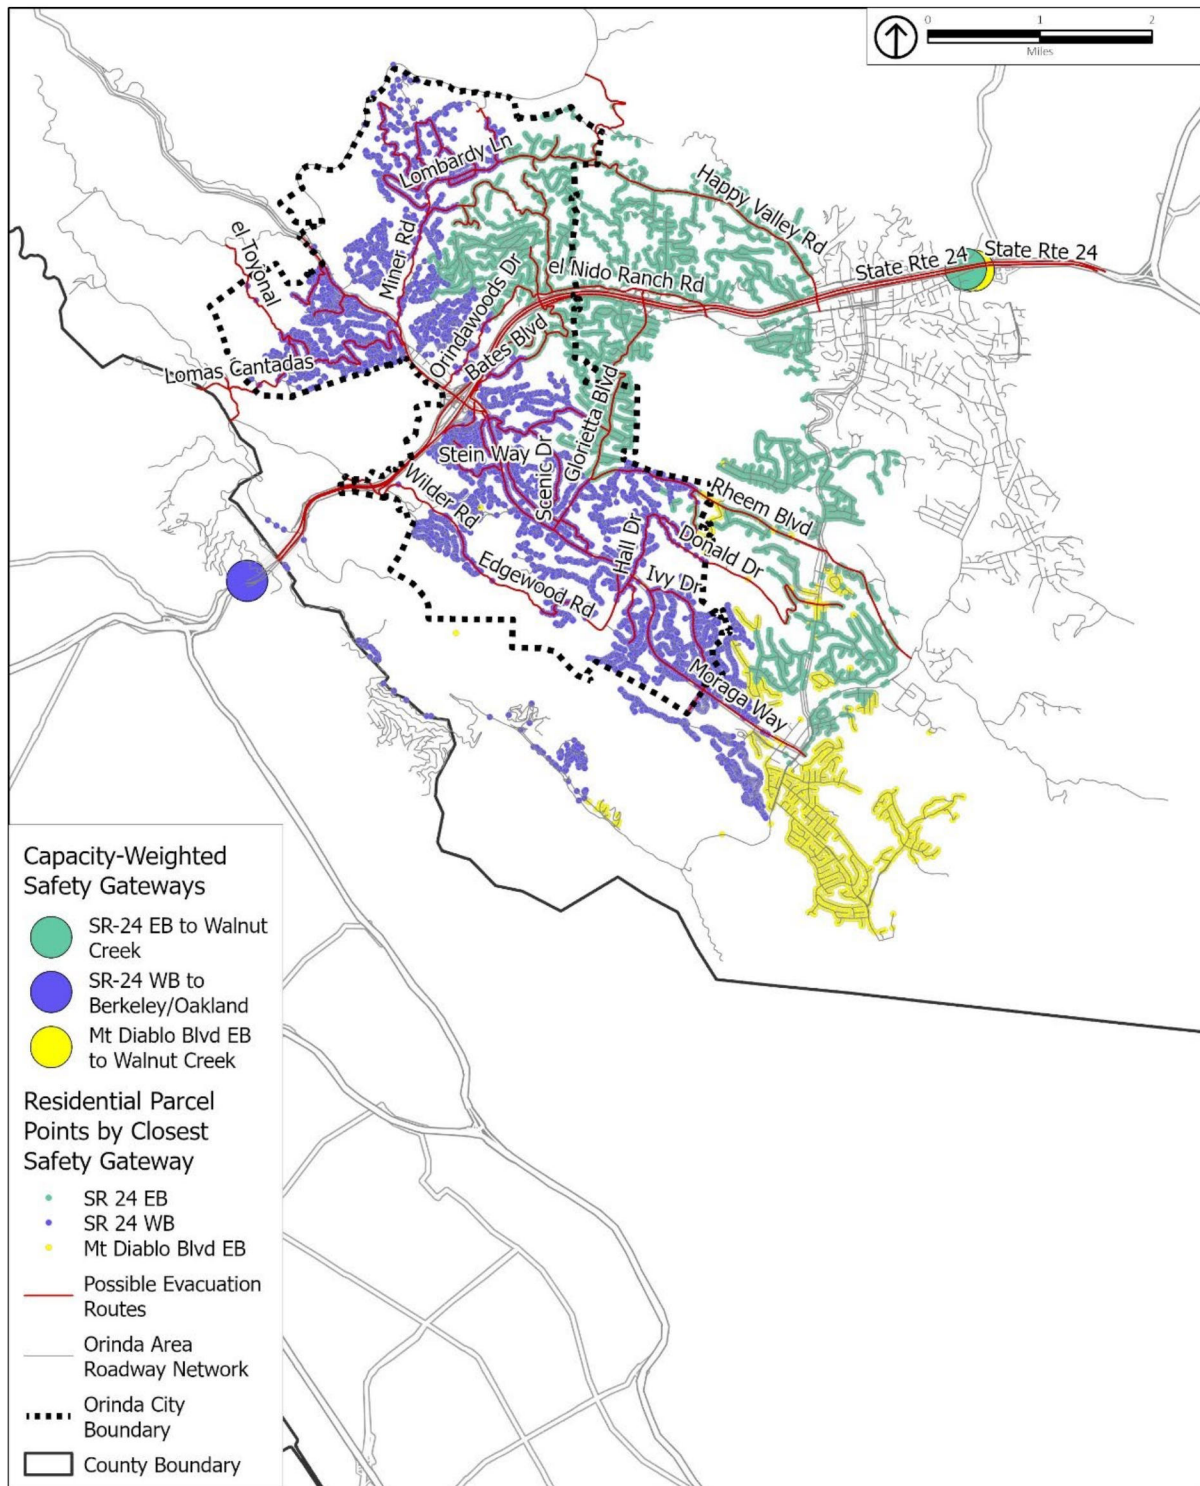 0 1 2
Miles
Lombardy Ln
Happy Valley Rd
el Toyonal
Miner Rd
State Rte 24
State Rte 24
el Nido Ranch Rd
Orindawoods Dr
Bates Blvd
Lomas Cantadas
Glorietta Blvd
Stein Way
Scenic Dr
Wilder Rd
Rheem Blvd
Hall Dr
Donald Dr
Ivy Dr
Edgewood Rd
Moraga Way
Capacity-Weighted
Safety Gateways
SR-24 EB to Walnut
Creek
SR-24 WB to
Berkeley/Oakland
Mt Diablo Blvd EB
to Walnut Creek
Residential Parcel
Points by Closest
Safety Gateway
SR 24 EB
SR 24 WB
Mt Diablo Blvd EB
Possible Evacuation
Routes
Orinda Area
Roadway Network
Orinda City
Boundary
County Boundary